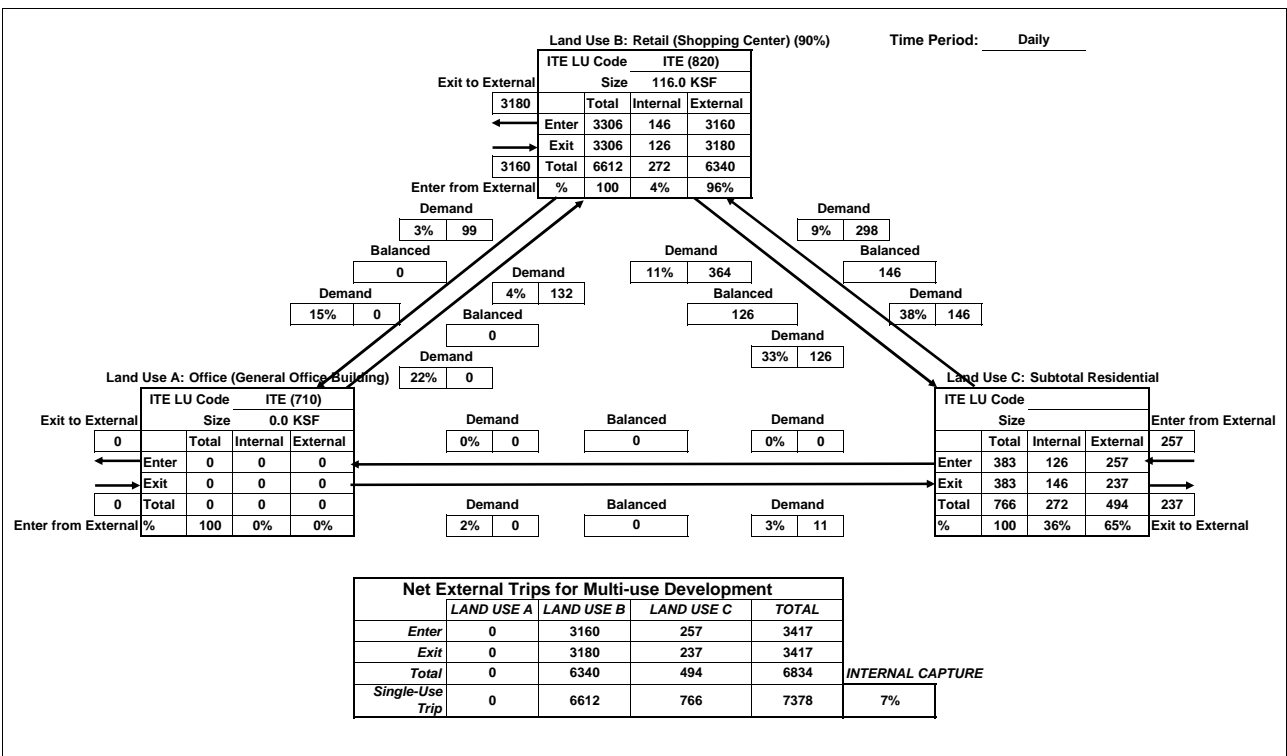 Land Use B: Retail (Shopping Center) (90%) Time Period: Daily
ITE LU Code ITE (820)
Exit to External Size 116.0 KSF
3180 Total Internal External
Enter 3306 146 3160
Exit 3306 126 3180
3160 Total 6612 272 6340
Enter from External % 100 4% 96%
Demand Demand
3% 99 9% 298
Balanced Demand Balanced
0 Demand 11% 364 146
Demand 4% 132 Balanced Demand
15% 0 Balanced 126 38% 146
0 Demand
Demand 33% 126
Land Use A: Office (General Office Building) 22% 0 Land Use C: Subtotal Residential
ITE LU Code ITE (710) ITE LU Code
Exit to External Size 0.0 KSF Demand Balanced Demand Size Enter from External
0 Total Internal External 0% 0 0 0% 0 Total Internal External 257
Enter 0 0 0 Enter 383 126 257
Exit 0 0 0 Exit 383 146 237
0 Total 0 0 0 Demand Balanced Demand Total 766 272 494 237
Enter from External % 100 0% 0% 2% 0 0 3% 11 % 100 36% 65% Exit to External
Net External Trips for Multi-use Development
LAND USE A LAND USE B LAND USE C TOTAL
Enter 0 3160 257 3417
Exit 0 3180 237 3417
Total 0 6340 494 6834 INTERNAL CAPTURE
Single-Use
Trip 0 6612 766 7378 7%